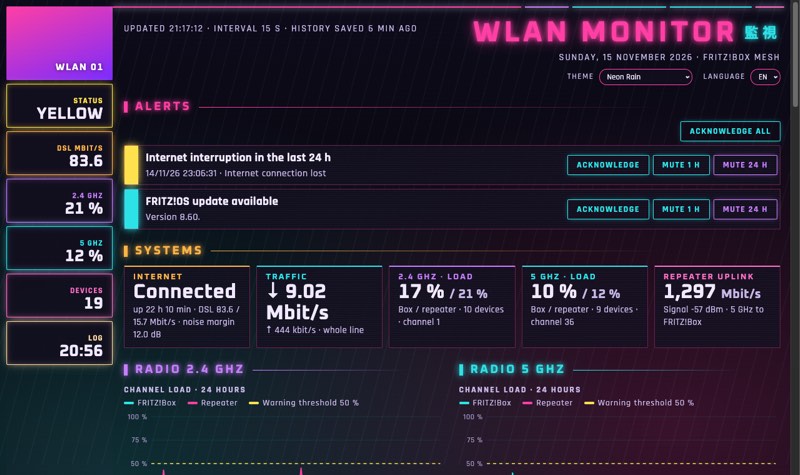 WLAN 01
STATUS
YELLOW
DSL MBIT/S
83.6
2.4 GHZ
21 %
5 GHZ
12 %
DEVICES
19
LOG
20:56
UPDATED 21:17:12 · INTERVAL 15 S · HISTORY SAVED 6 MIN AGO
WLAN MONITOR 監視
SUNDAY, 15 NOVEMBER 2026 · FRITZ!BOX MESH
THEME Neon Rain LANGUAGE EN
ALERTS
ACKNOWLEDGE ALL
Internet interruption in the last 24 h
14/11/26 23:06:31 · Internet connection lost
ACKNOWLEDGE MUTE 1 H MUTE 24 H
FRITZ!OS update available
Version 8.60.
ACKNOWLEDGE MUTE 1 H MUTE 24 H
SYSTEMS
INTERNET
Connected
up 22 h 10 min · DSL 83.6 /
15.7 Mbit/s · noise margin
12.0 dB
TRAFFIC
↓ 9.02
Mbit/s
↑ 444 kbit/s · whole line
2.4 GHZ · LOAD
17 % / 21 %
Box / repeater · 10 devices
· channel 1
5 GHZ · LOAD
10 % / 12 %
Box / repeater · 9 devices ·
channel 36
REPEATER UPLINK
1,297 Mbit/s
Signal -57 dBm · 5 GHz to
FRITZ!Box
RADIO 2.4 GHZ
CHANNEL LOAD · 24 HOURS
FRITZ!Box Repeater Warning threshold 50 %
100 %
75 %
50 %
RADIO 5 GHZ
CHANNEL LOAD · 24 HOURS
FRITZ!Box Repeater Warning threshold 50 %
100 %
75 %
50 %